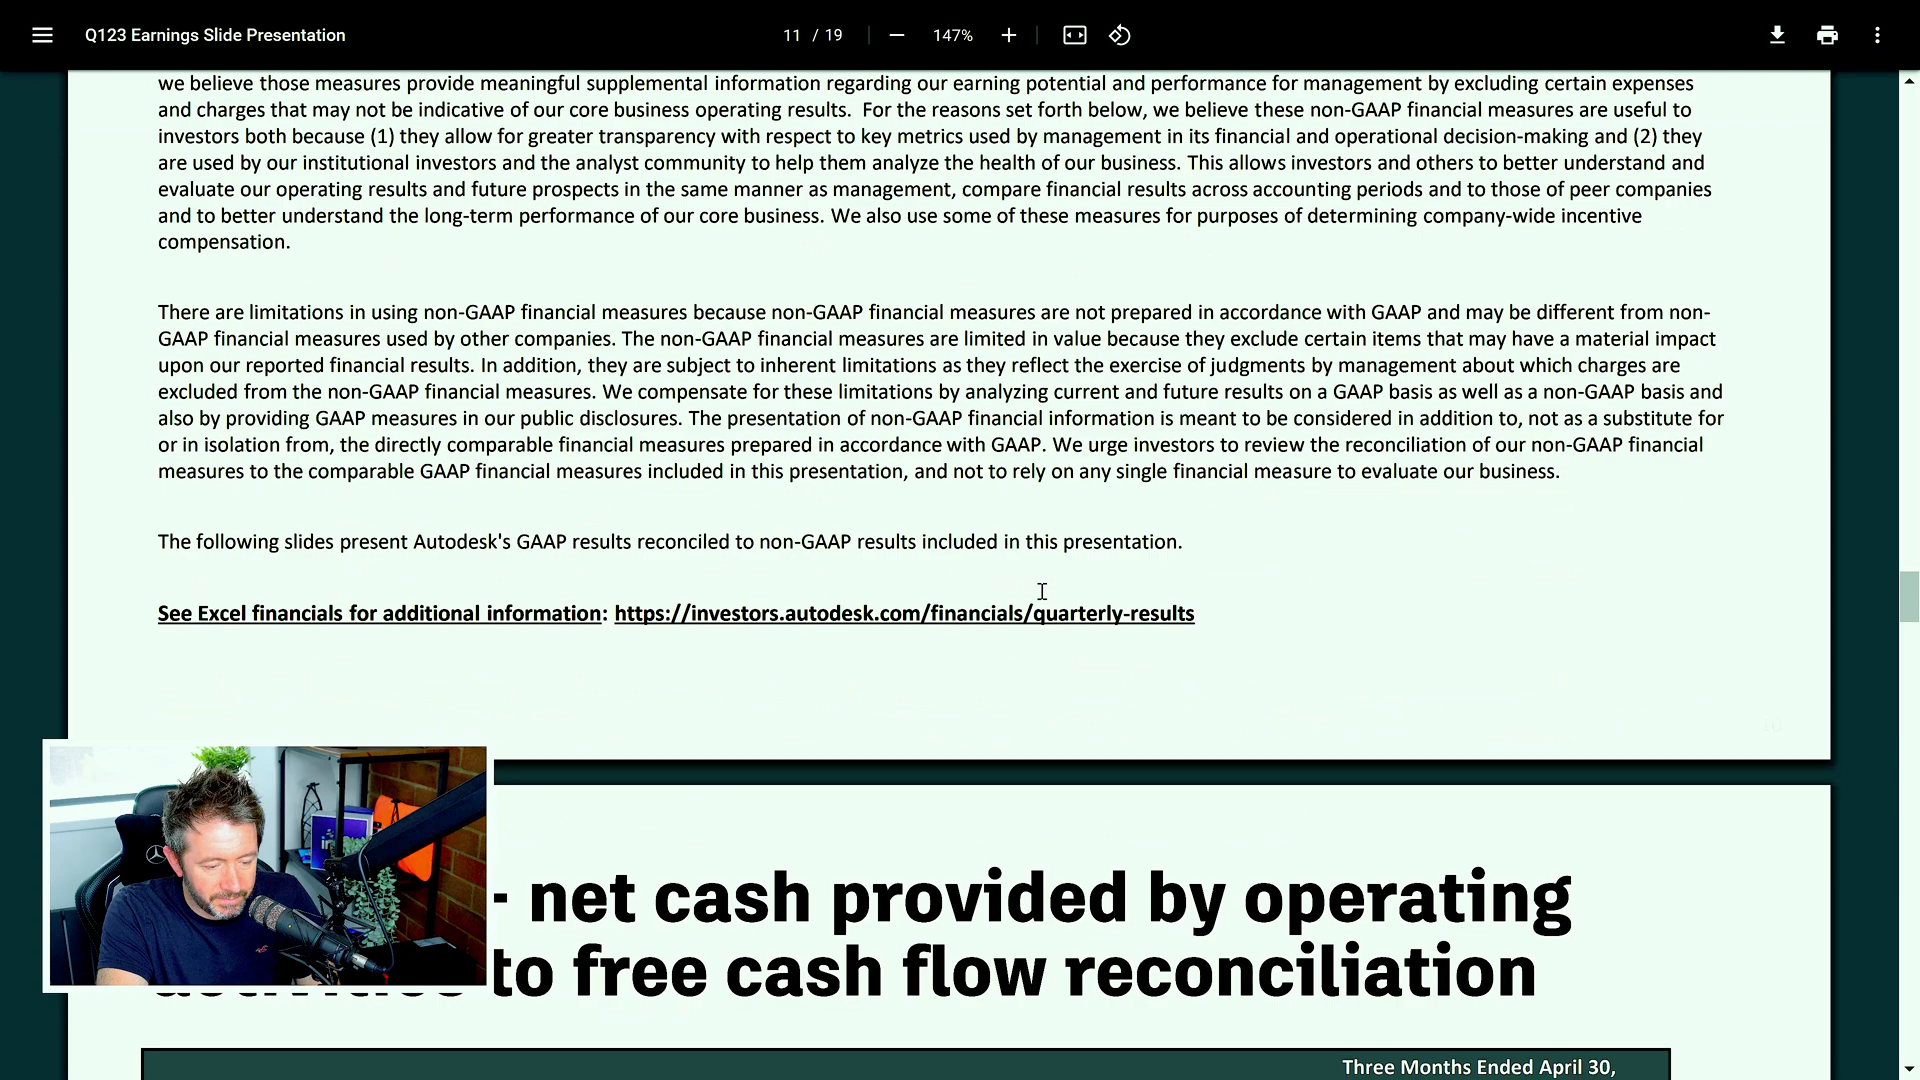 Q123 Earnings Slide Presentation
11 / 19
147%
we believe those measures provide meaningful supplemental information regarding our earning potential and performance for management by excluding certain expenses
and charges that may not be indicative of our core business operating results.  For the reasons set forth below, we believe these non-GAAP financial measures are useful to
investors both because (1) they allow for greater transparency with respect to key metrics used by management in its financial and operational decision-making and (2) they
are used by our institutional investors and the analyst community to help them analyze the health of our business. This allows investors and others to better understand and
evaluate our operating results and future prospects in the same manner as management, compare financial results across accounting periods and to those of peer companies
and to better understand the long-term performance of our core business. We also use some of these measures for purposes of determining company-wide incentive
compensation.
There are limitations in using non-GAAP financial measures because non-GAAP financial measures are not prepared in accordance with GAAP and may be different from non-
GAAP financial measures used by other companies. The non-GAAP financial measures are limited in value because they exclude certain items that may have a material impact
upon our reported financial results. In addition, they are subject to inherent limitations as they reflect the exercise of judgments by management about which charges are
excluded from the non-GAAP financial measures. We compensate for these limitations by analyzing current and future results on a GAAP basis as well as a non-GAAP basis and
also by providing GAAP measures in our public disclosures. The presentation of non-GAAP financial information is meant to be considered in addition to, not as a substitute for
or in isolation from, the directly comparable financial measures prepared in accordance with GAAP. We urge investors to review the reconciliation of our non-GAAP financial
measures to the comparable GAAP financial measures included in this presentation, and not to rely on any single financial measure to evaluate our business.
The following slides present Autodesk's GAAP results reconciled to non-GAAP results included in this presentation.
See Excel financials for additional information: https://investors.autodesk.com/financials/quarterly-results
- net cash provided by operating
to free cash flow reconciliation
Three Months Ended April 30,